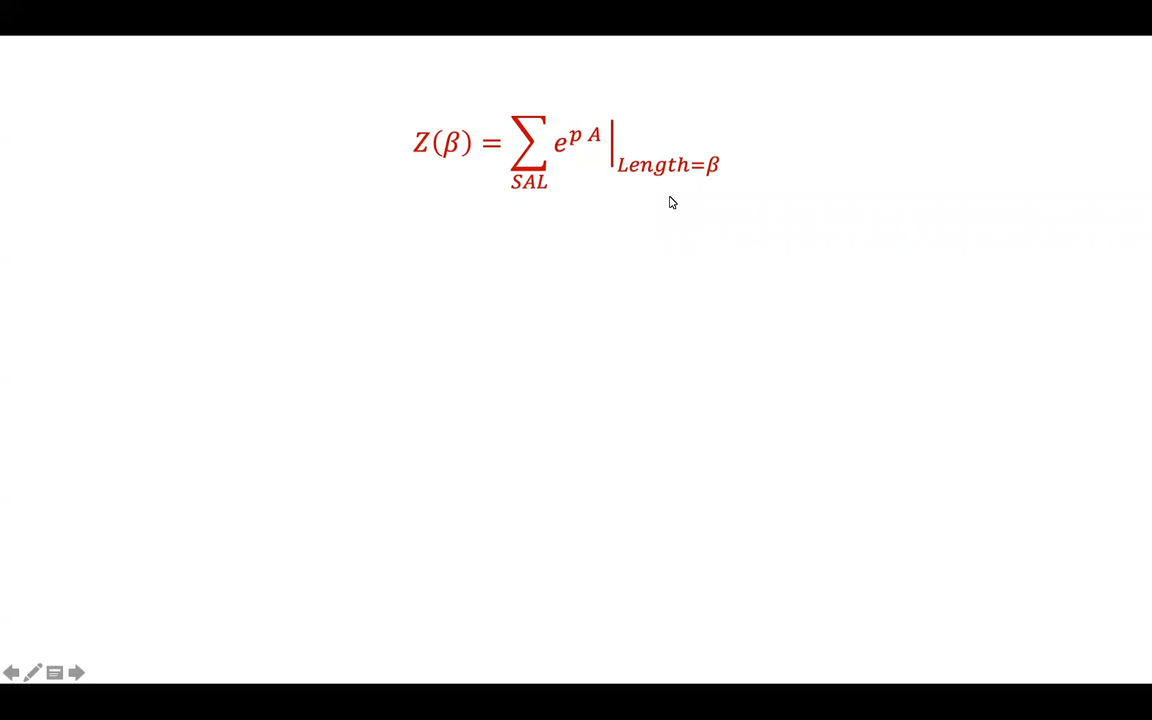 Z(β) = ∑_{SAL} e^{p A} |_{Length=β}